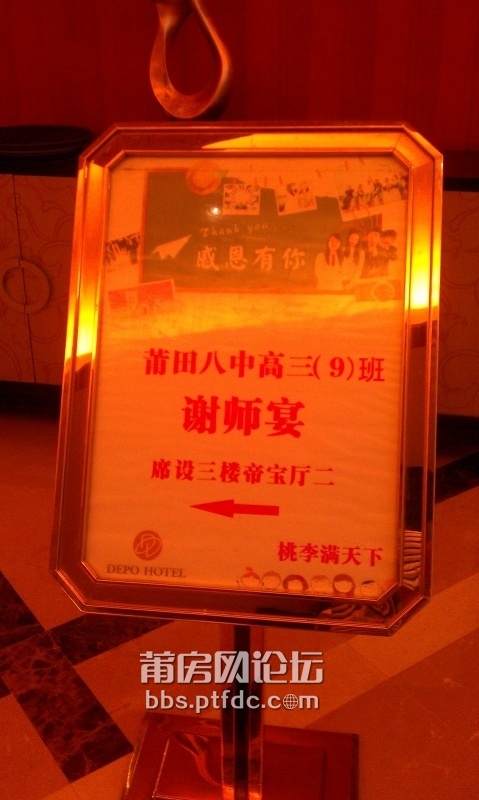 Thank you...
感恩有你
莆田八中高三(9)班
谢师宴
席设三楼帝宝厅二
桃李满天下
DEPO HOTEL
莆房网论坛
bbs.ptfdc.com